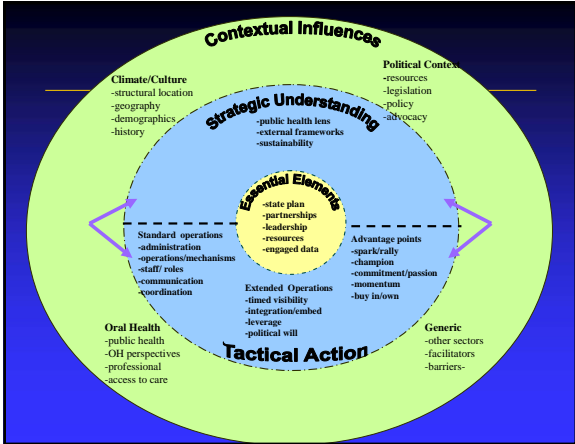 Contextual Influences
Climate/Culture
-structural location
-geography
-demographics
-history
Political Context
-resources
-legislation
-policy
-advocacy
Strategic Understanding
-public health lens
-external frameworks
-sustainability
Essential Elements
-state plan
-partnerships
-leadership
-resources
-engaged data
Standard operations
-administration
-operations/mechanisms
-staff/ roles
-communication
-coordination
Advantage points
-spark/rally
-champion
-commitment/passion
-momentum
-buy in/own
Extended Operations
-timed visibility
-integration/embed
-leverage
-political will
Tactical Action
Oral Health
-public health
-OH perspectives
-professional
-access to care
Generic
-other sectors
-facilitators
-barriers-